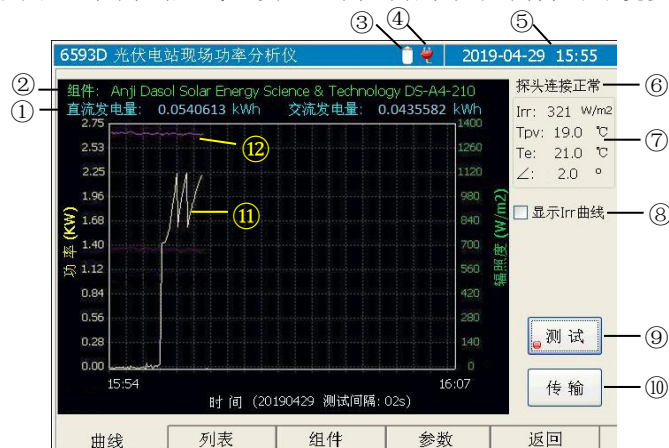 ③ ④ ⑤
6593D 光伏电站现场功率分析仪 2019-04-29 15:55
② 组件: Anji Dasol Solar Energy Science & Technology DS-A4-210
① 直流发电量: 0.0540613 kWh 交流发电量: 0.0435582 kWh
探头连接正常 ⑥
Irr: 321 W/m2
Tpv: 19.0 ℃ ⑦
Te: 21.0 ℃
∠: 2.0 °
显示Irr曲线 ⑧
测试 ⑨
传输 ⑩
功率(KW)
2.75
2.53
2.25
1.96
1.68
1.40
1.12
0.84
0.56
0.28
0.00
⑫
⑪
1400
1260
1120
980
840
700
560
420
280
140
0
辐照度(W/m2)
15:54 16:07
时间 (20190429 测试间隔: 02s)
曲线 列表 组件 参数 返回